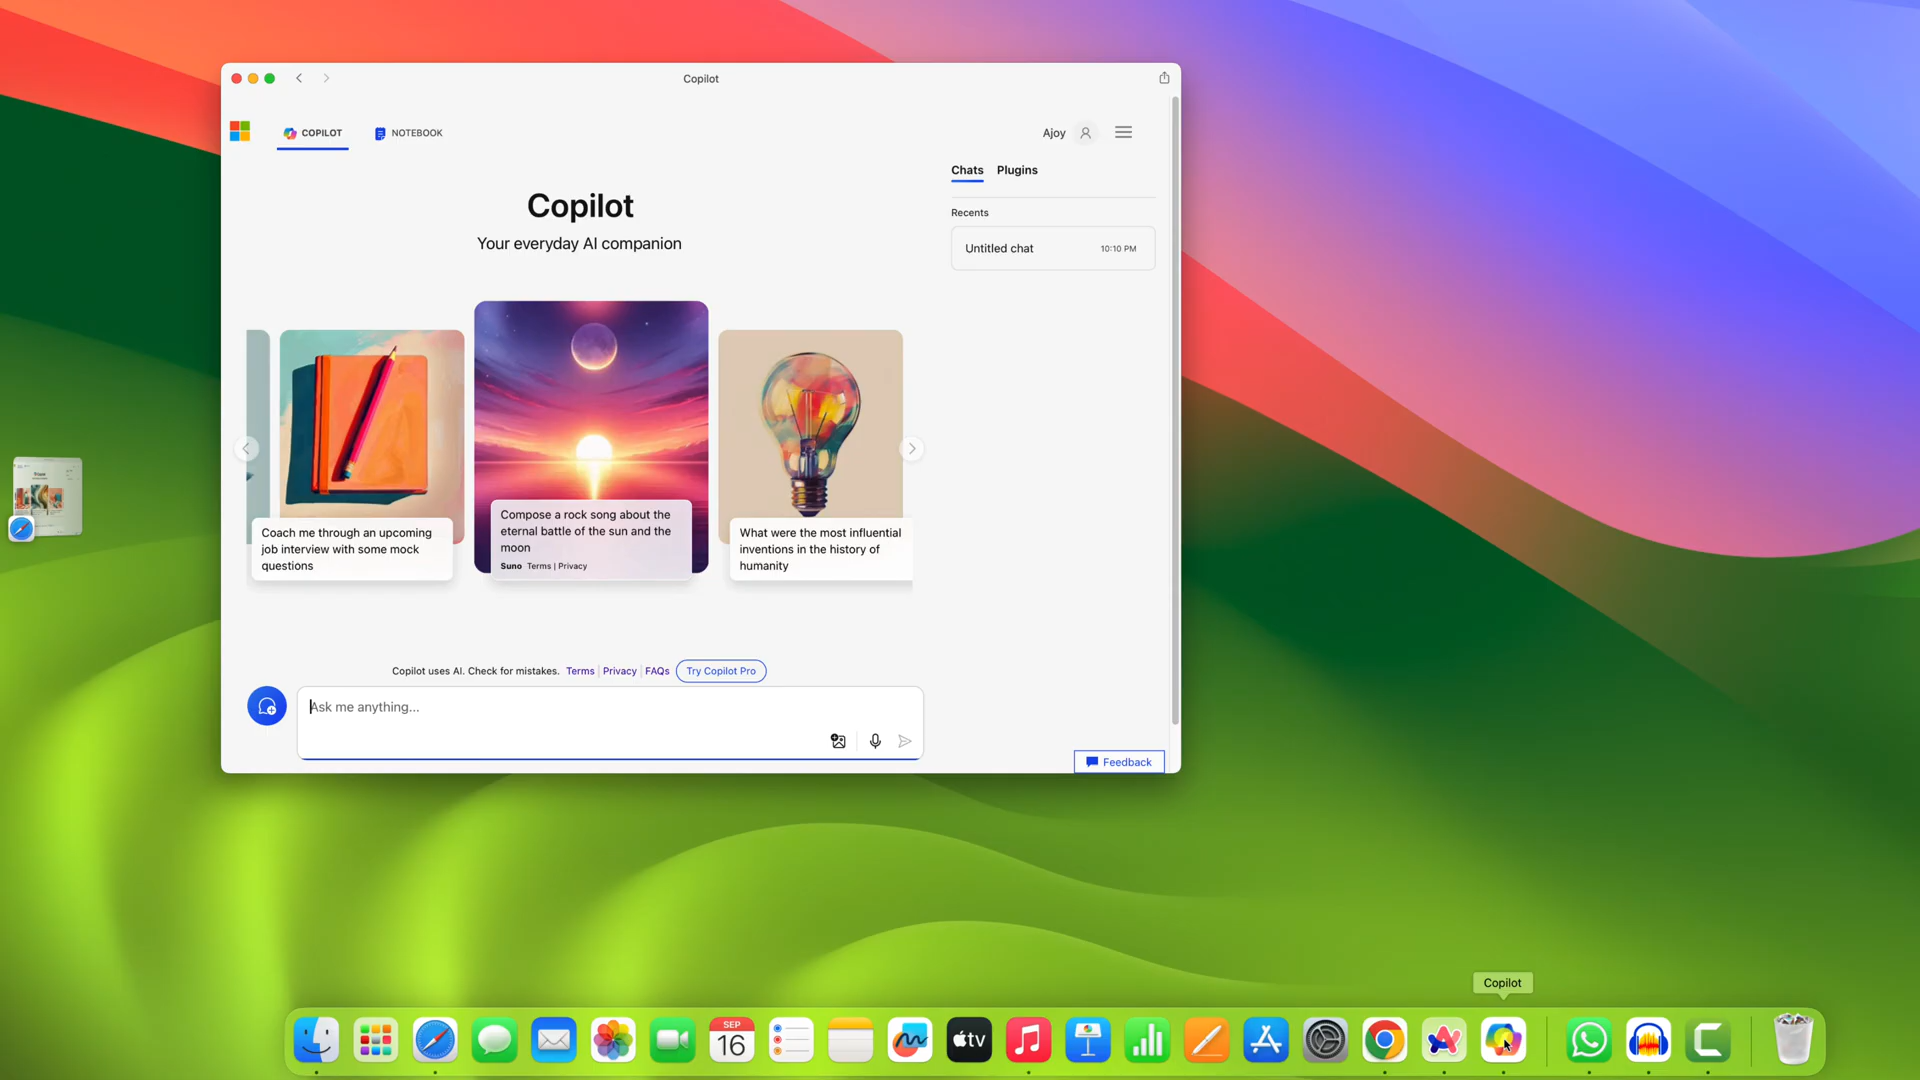 Copilot
COPILOT
NOTEBOOK
Ajoy
Chats
Plugins
Copilot
Your everyday AI companion
Recents
Untitled chat
10:10 PM
Coach me through an upcoming
job interview with some mock
questions
Compose a rock song about the
eternal battle of the sun and the
moon
Suno Terms | Privacy
What were the most influential
inventions in the history of
humanity
Copilot uses AI. Check for mistakes. Terms | Privacy | FAQs
Try Copilot Pro
Ask me anything...
Feedback
Copilot
SEP
16
tv